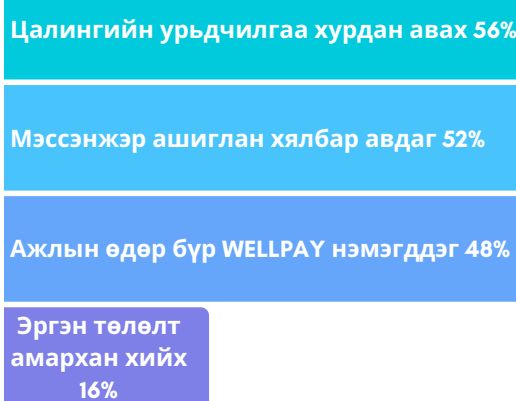 Цалингийн урьдчилгаа хурдан авах 56%
Мэссэнжэр ашиглан хялбар авдаг 52%
Ажлын өдөр бүр WELLPAY нэмэгддэг 48%
Эргэн төлөлт
амархан хийх
16%